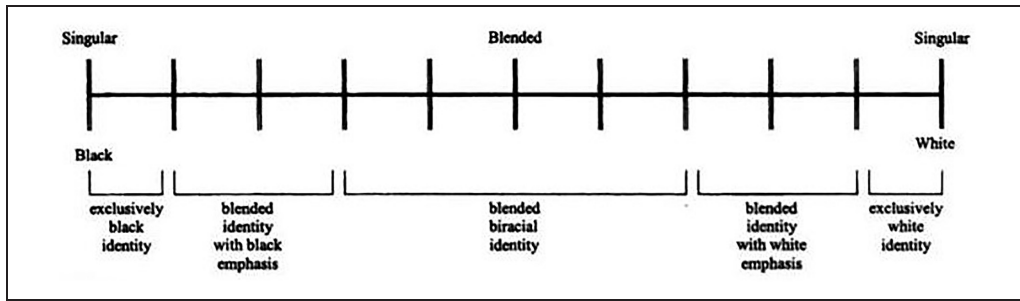 Singular
Blended
Singular
Black
White
exclusively
black
identity
blended
identity
with black
emphasis
blended
biracial
identity
blended
identity
with white
emphasis
exclusively
white
identity